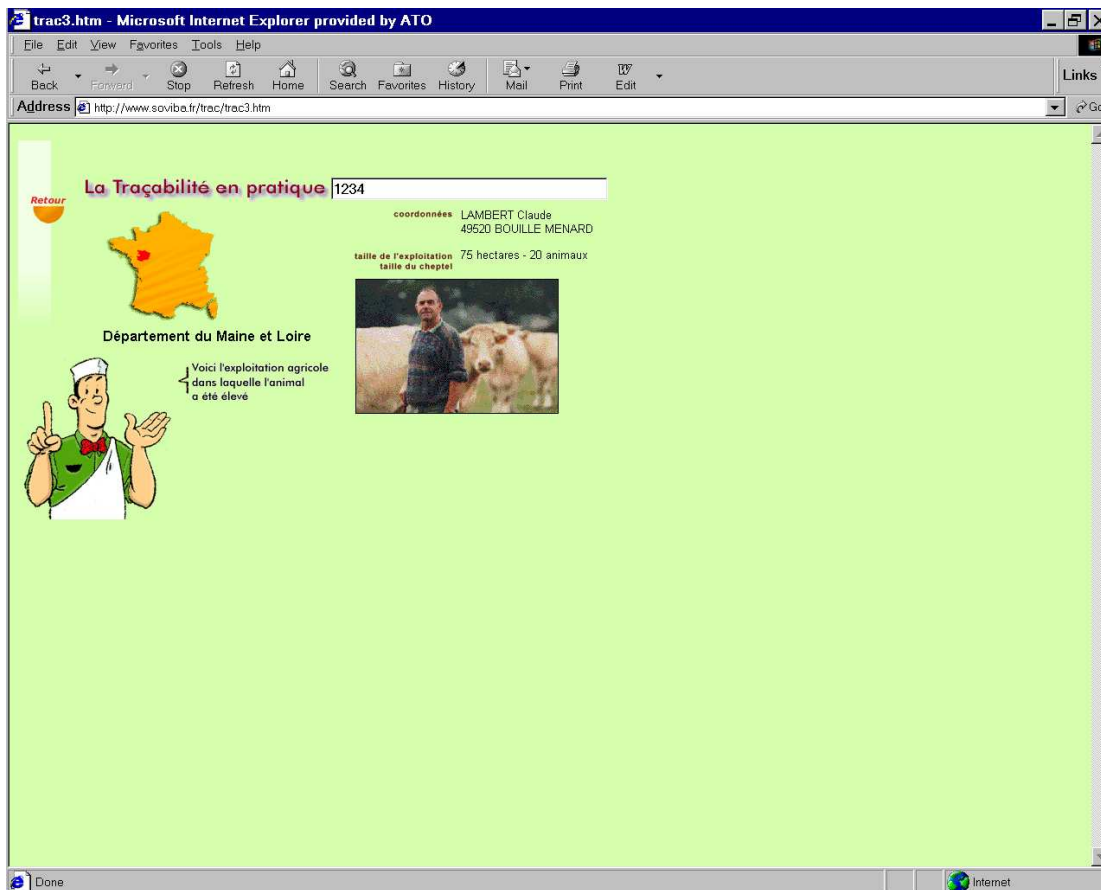 trac3.htm - Microsoft Internet Explorer provided by ATO
File Edit View Favorites Tools Help
Back Forward Stop Refresh Home Search Favorites History Mail Print Edit Links
Address http://www.soviba.fr/trac/trac3.htm Go
La Traçabilité en pratique 1234
Retour
coordonnées LAMBERT Claude
49520 BOUILLE MENARD
taille de l'exploitation 75 hectares - 20 animaux
taille du cheptel
Département du Maine et Loire
Voici l'exploitation agricole
dans laquelle l'animal
a été élevé
Done Internet